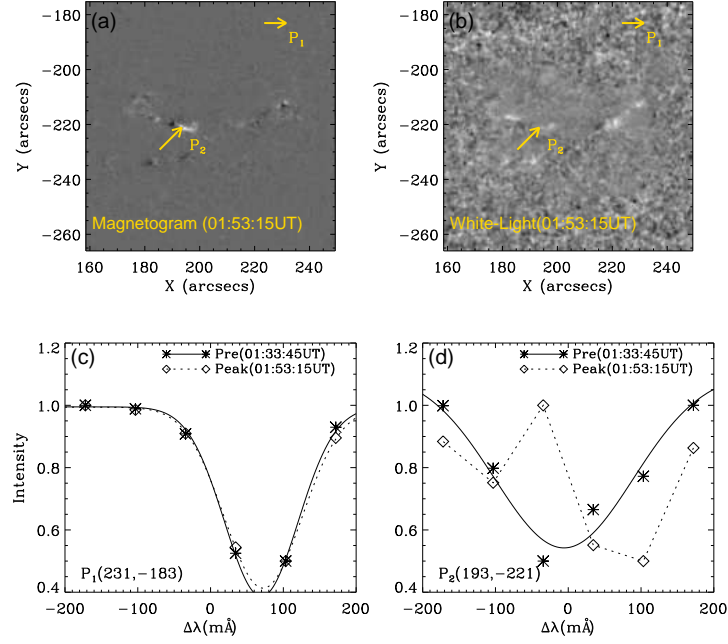 (a)
P1
P2
Magnetogram (01:53:15UT)
Y (arcsecs)
-180
-200
-220
-240
-260
160 180 200 220 240
X (arcsecs)
(b)
P1
P2
White-Light(01:53:15UT)
Y (arcsecs)
-180
-200
-220
-240
-260
160 180 200 220 240
X (arcsecs)
(c)
Pre(01:33:45UT)
Peak(01:53:15UT)
P1(231,-183)
Intensity
1.2
1.0
0.8
0.6
0.4
-200 -100 0 100 200
Δλ(mÅ)
(d)
Pre(01:33:45UT)
Peak(01:53:15UT)
P2(193,-221)
1.2
1.0
0.8
0.6
0.4
-200 -100 0 100 200
Δλ(mÅ)